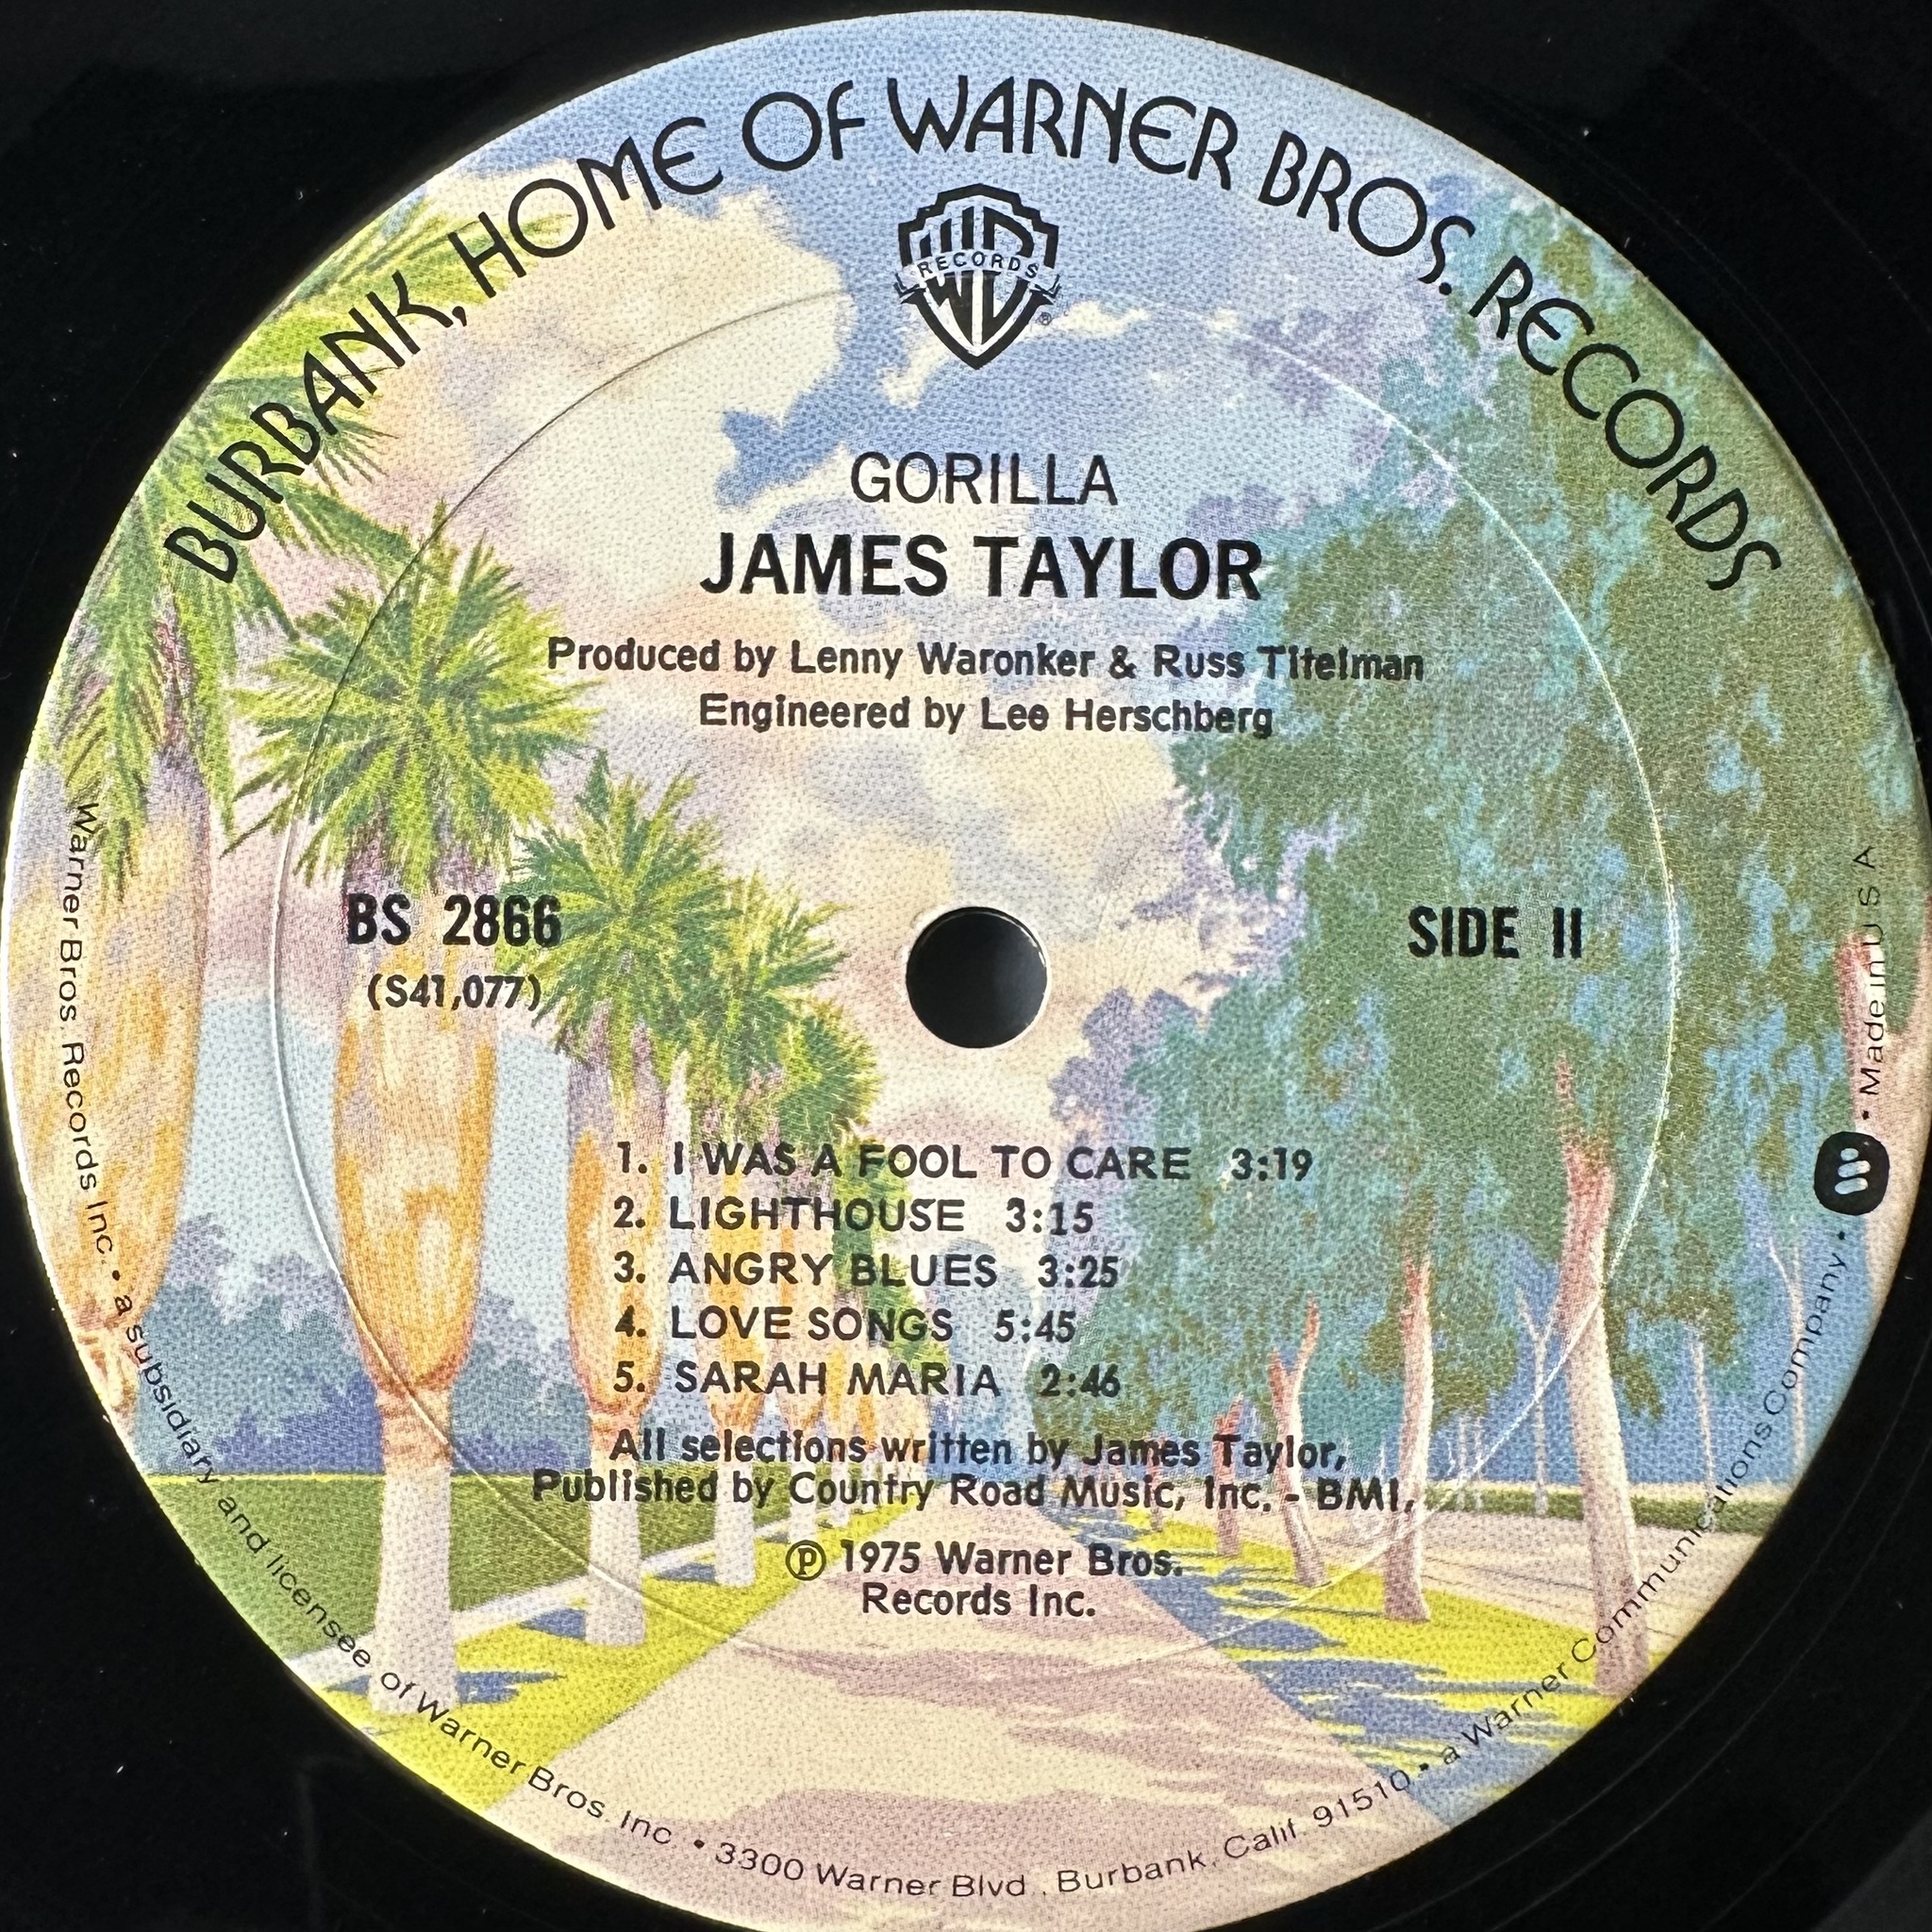 BURBANK, HOME OF WARNER BROS. RECORDS
RECORDS
®
GORILLA
JAMES TAYLOR
Produced by Lenny Waronker & Russ Titelman
Engineered by Lee Herschberg
BS 2866
(S41,077)
SIDE II
1. I WAS A FOOL TO CARE 3:19
2. LIGHTHOUSE 3:15
3. ANGRY BLUES 3:25
4. LOVE SONGS 5:45
5. SARAH MARIA 2:46
All selections written by James Taylor,
Published by Country Road Music, Inc. - BMI,
℗ 1975 Warner Bros.
Records Inc.
Warner Bros. Records Inc. • a subsidiary and licensee of Warner Bros. Inc. • 3300 Warner Blvd., Burbank, Calif. 91510 • a Warner Communications Company • • Made in U S A